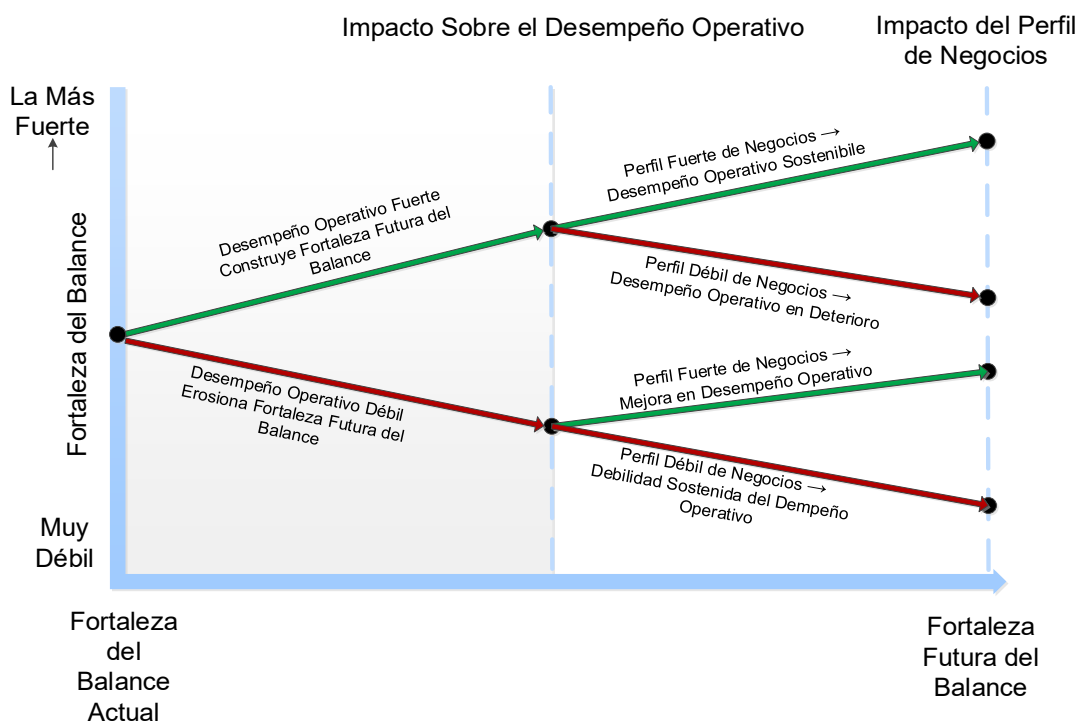 Impacto Sobre el Desempeño Operativo
Impacto del Perfil
de Negocios
La Más
Fuerte
Fortaleza del Balance
Muy
Débil
Desempeño Operativo Fuerte
Construye Fortaleza Futura del
Balance
Desempeño Operativo Débil
Erosiona Fortaleza Futura del
Balance
Perfil Fuerte de Negocios →
Desempeño Operativo Sostenibile
Perfil Débil de Negocios →
Desempeño Operativo en Deterioro
Perfil Fuerte de Negocios →
Mejora en Desempeño Operativo
Perfil Débil de Negocios →
Debilidad Sostenida del Dempeño
Operativo
Fortaleza
del
Balance
Actual
Fortaleza
Futura del
Balance